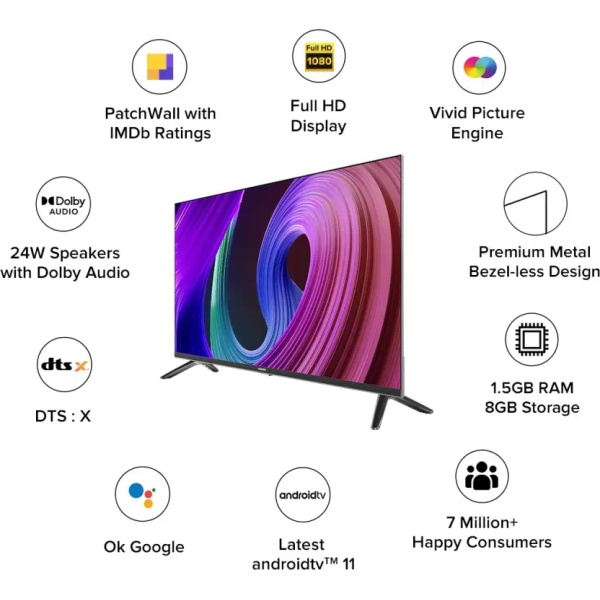 Full HD
1080
PatchWall with
IMDb Ratings
Full HD
Display
Vivid Picture
Engine
Dolby
AUDIO
24W Speakers
with Dolby Audio
Premium Metal
Bezel-less Design
dts x
DTS : X
1.5GB RAM
8GB Storage
Ok Google
androidtv
Latest
androidtv™ 11
7 Million+
Happy Consumers